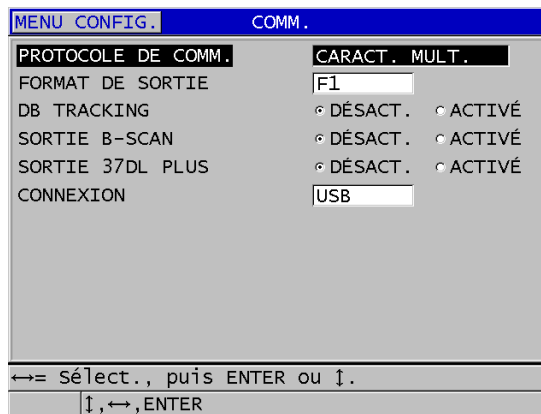 MENU CONFIG. COMM.
PROTOCOLE DE COMM. CARACT. MULT.
FORMAT DE SORTIE F1
DB TRACKING DÉSACT. ACTIVÉ
SORTIE B-SCAN DÉSACT. ACTIVÉ
SORTIE 37DL PLUS DÉSACT. ACTIVÉ
CONNEXION USB
↔= Sélect., puis ENTER ou ↕.
↕,↔,ENTER